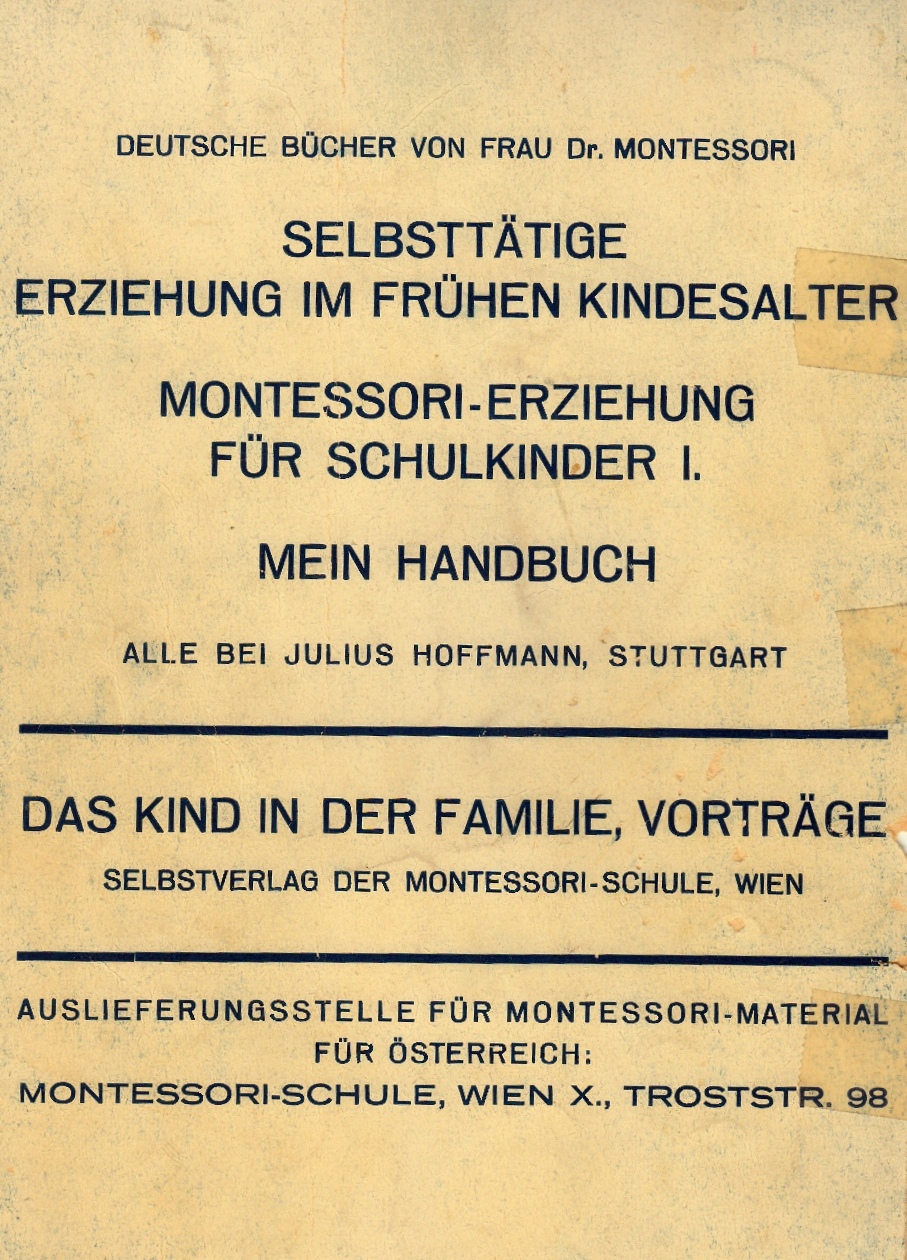 DEUTSCHE BÜCHER VON FRAU Dr. MONTESSORI
SELBSTTÄTIGE
ERZIEHUNG IM FRÜHEN KINDESALTER
MONTESSORI-ERZIEHUNG
FÜR SCHULKINDER I.
MEIN HANDBUCH
ALLE BEI JULIUS HOFFMANN, STUTTGART
DAS KIND IN DER FAMILIE, VORTRÄGE
SELBSTVERLAG DER MONTESSORI-SCHULE, WIEN
AUSLIEFERUNGSSTELLE FÜR MONTESSORI-MATERIAL
FÜR ÖSTERREICH:
MONTESSORI-SCHULE, WIEN X., TROSTSTR. 98